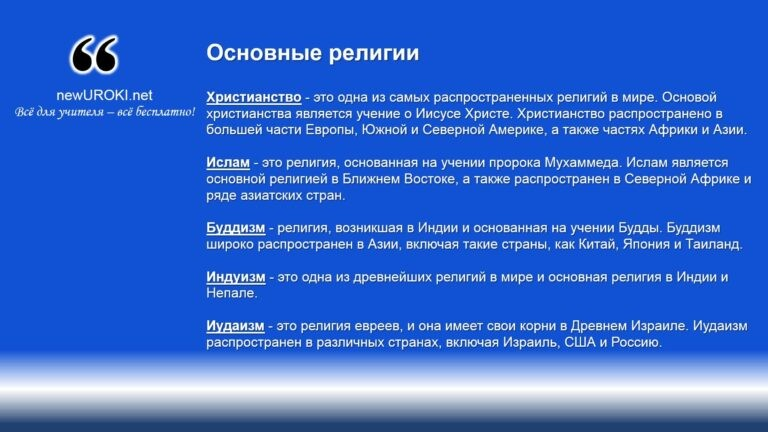 newUROKI.net
Всё для учителя – всё бесплатно!
Основные религии
Христианство - это одна из самых распространенных религий в мире. Основой
христианства является учение о Иисусе Христе. Христианство распространено в
большей части Европы, Южной и Северной Америке, а также частях Африки и Азии.
Ислам - это религия, основанная на учении пророка Мухаммеда. Ислам является
основной религией в Ближнем Востоке, а также распространен в Северной Африке и
ряде азиатских стран.
Буддизм - религия, возникшая в Индии и основанная на учении Будды. Буддизм
широко распространен в Азии, включая такие страны, как Китай, Япония и Таиланд.
Индуизм - это одна из древнейших религий в мире и основная религия в Индии и
Непале.
Иудаизм - это религия евреев, и она имеет свои корни в Древнем Израиле. Иудаизм
распространен в различных странах, включая Израиль, США и Россию.